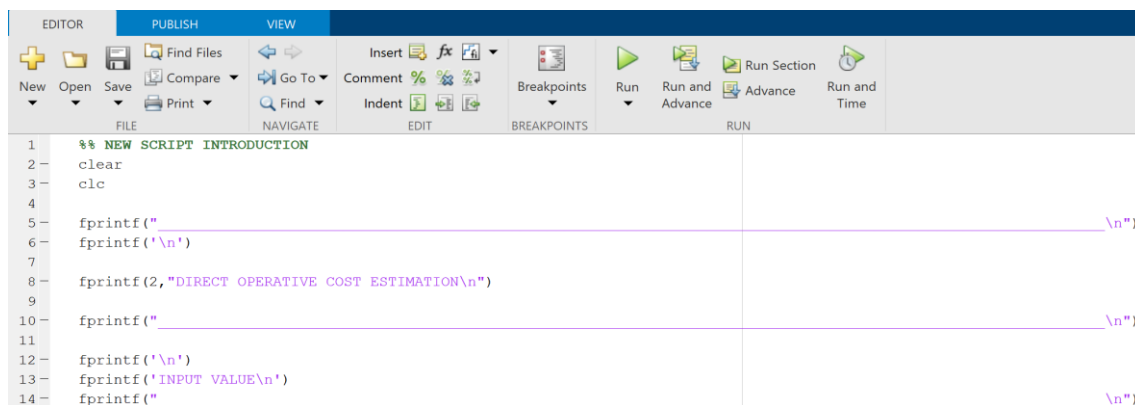 EDITOR PUBLISH VIEW
New Open Save Find Files Compare Print
FILE
Go To Find
NAVIGATE
Insert fx
Comment %
Indent
EDIT
Breakpoints
BREAKPOINTS
Run Run and Advance Run Section Advance Run and Time
RUN
1 %% NEW SCRIPT INTRODUCTION
2 clear
3 clc
4
5 fprintf("______________________________________________________________________\n")
6 fprintf('\n')
7
8 fprintf(2,"DIRECT OPERATIVE COST ESTIMATION\n")
9
10 fprintf("______________________________________________________________________\n")
11
12 fprintf('\n')
13 fprintf('INPUT VALUE\n')
14 fprintf(" \n")